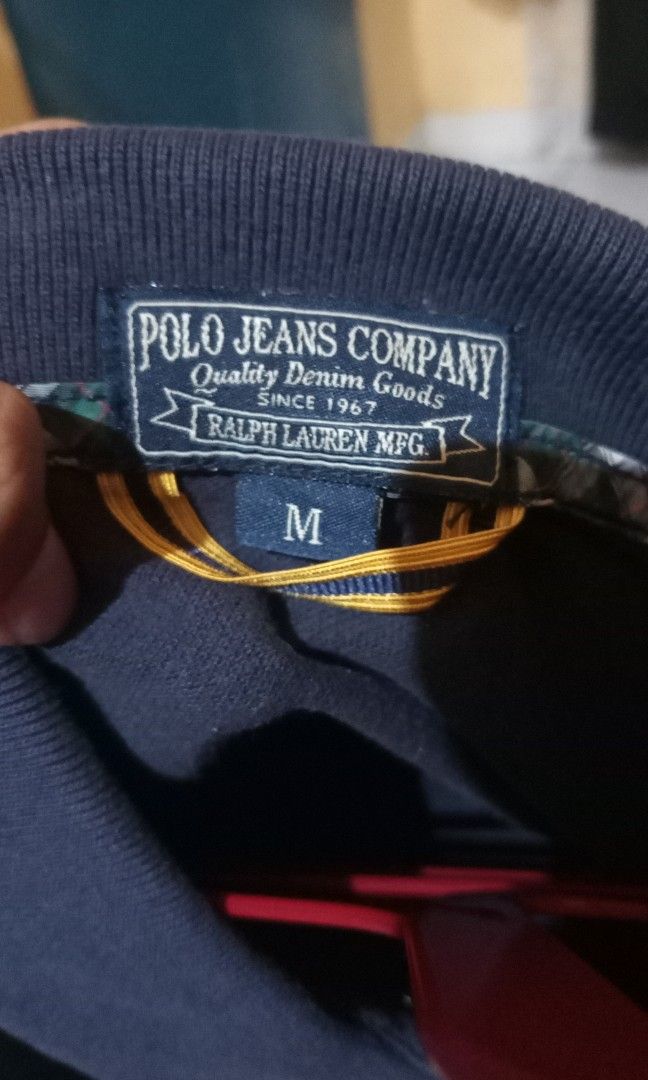 POLO JEANS COMPANY
Quality Denim Goods
SINCE 1967
RALPH LAUREN MFG.
M